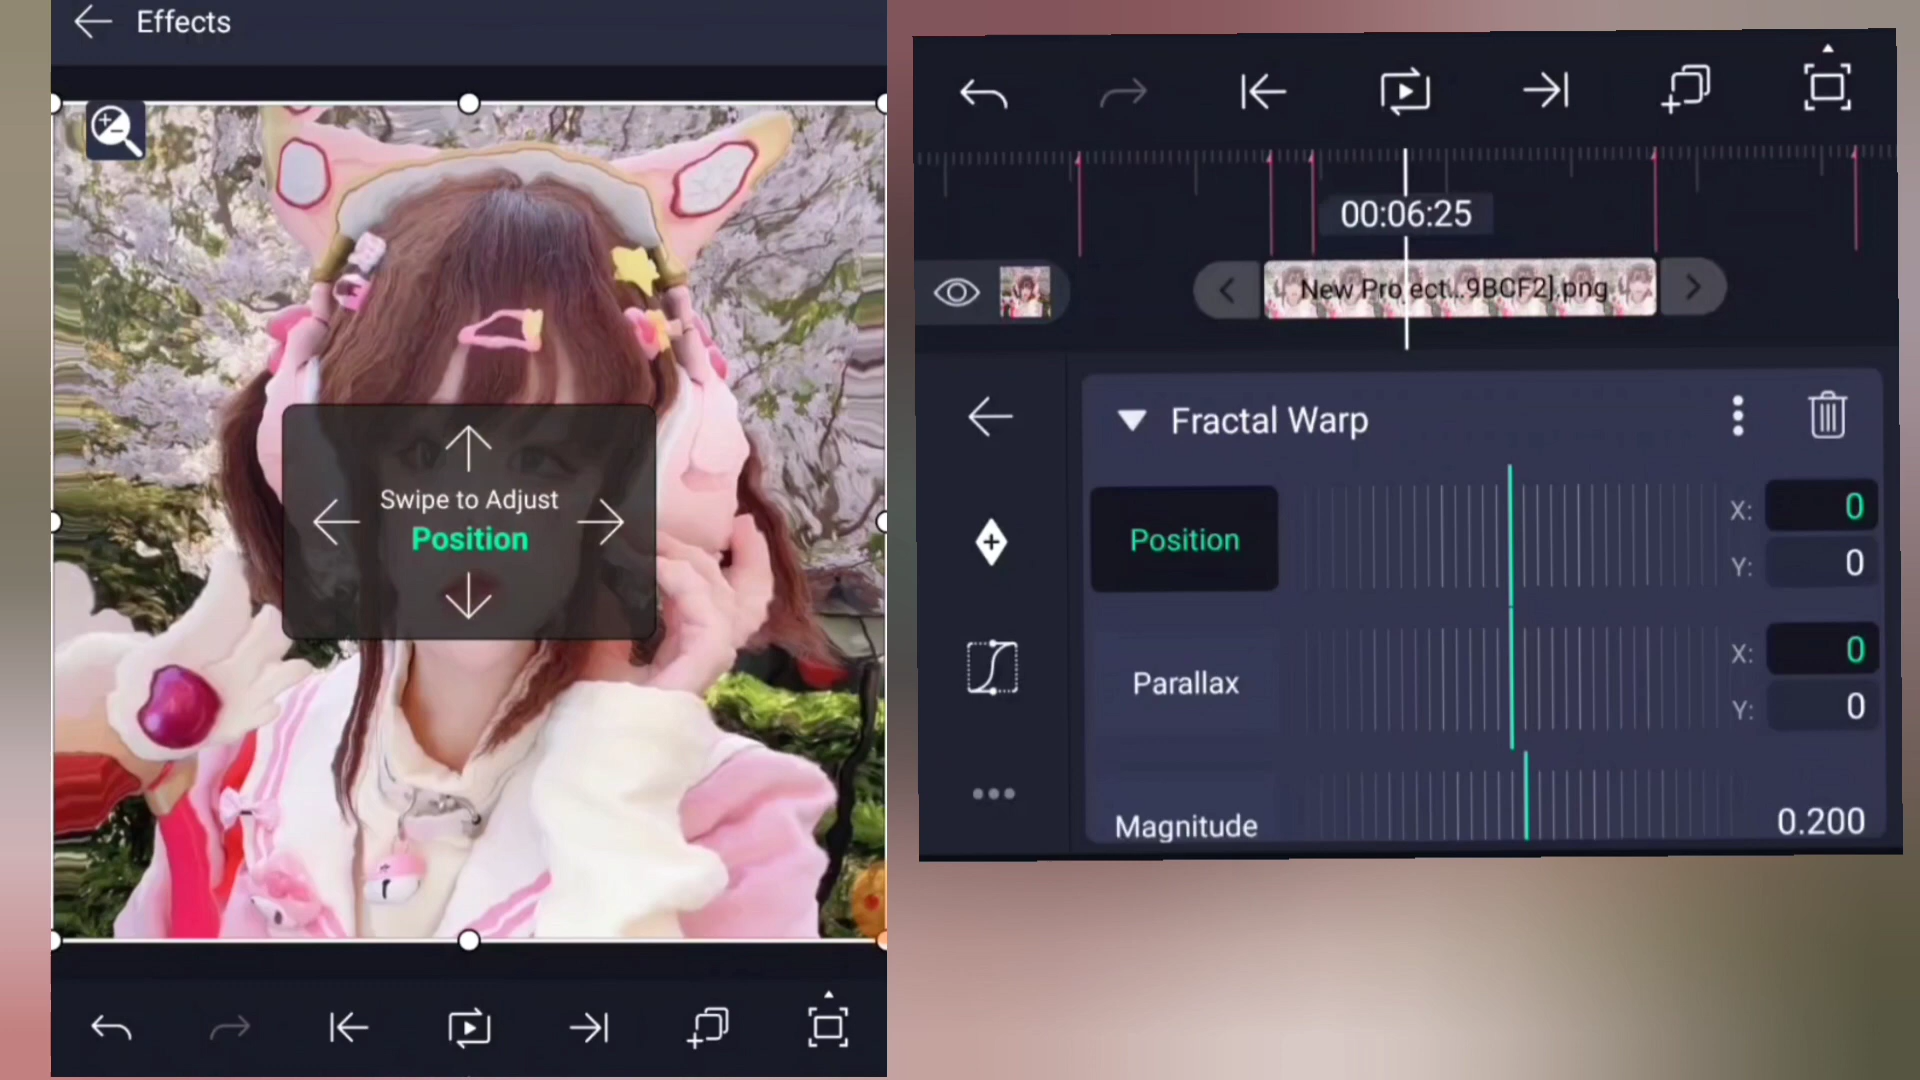 Effects
Swipe to Adjust
Position
00:06:25
New Pro ect...9BCF2].png
Fractal Warp
Position
X: 0
Y: 0
Parallax
X: 0
Y: 0
Magnitude
0.200